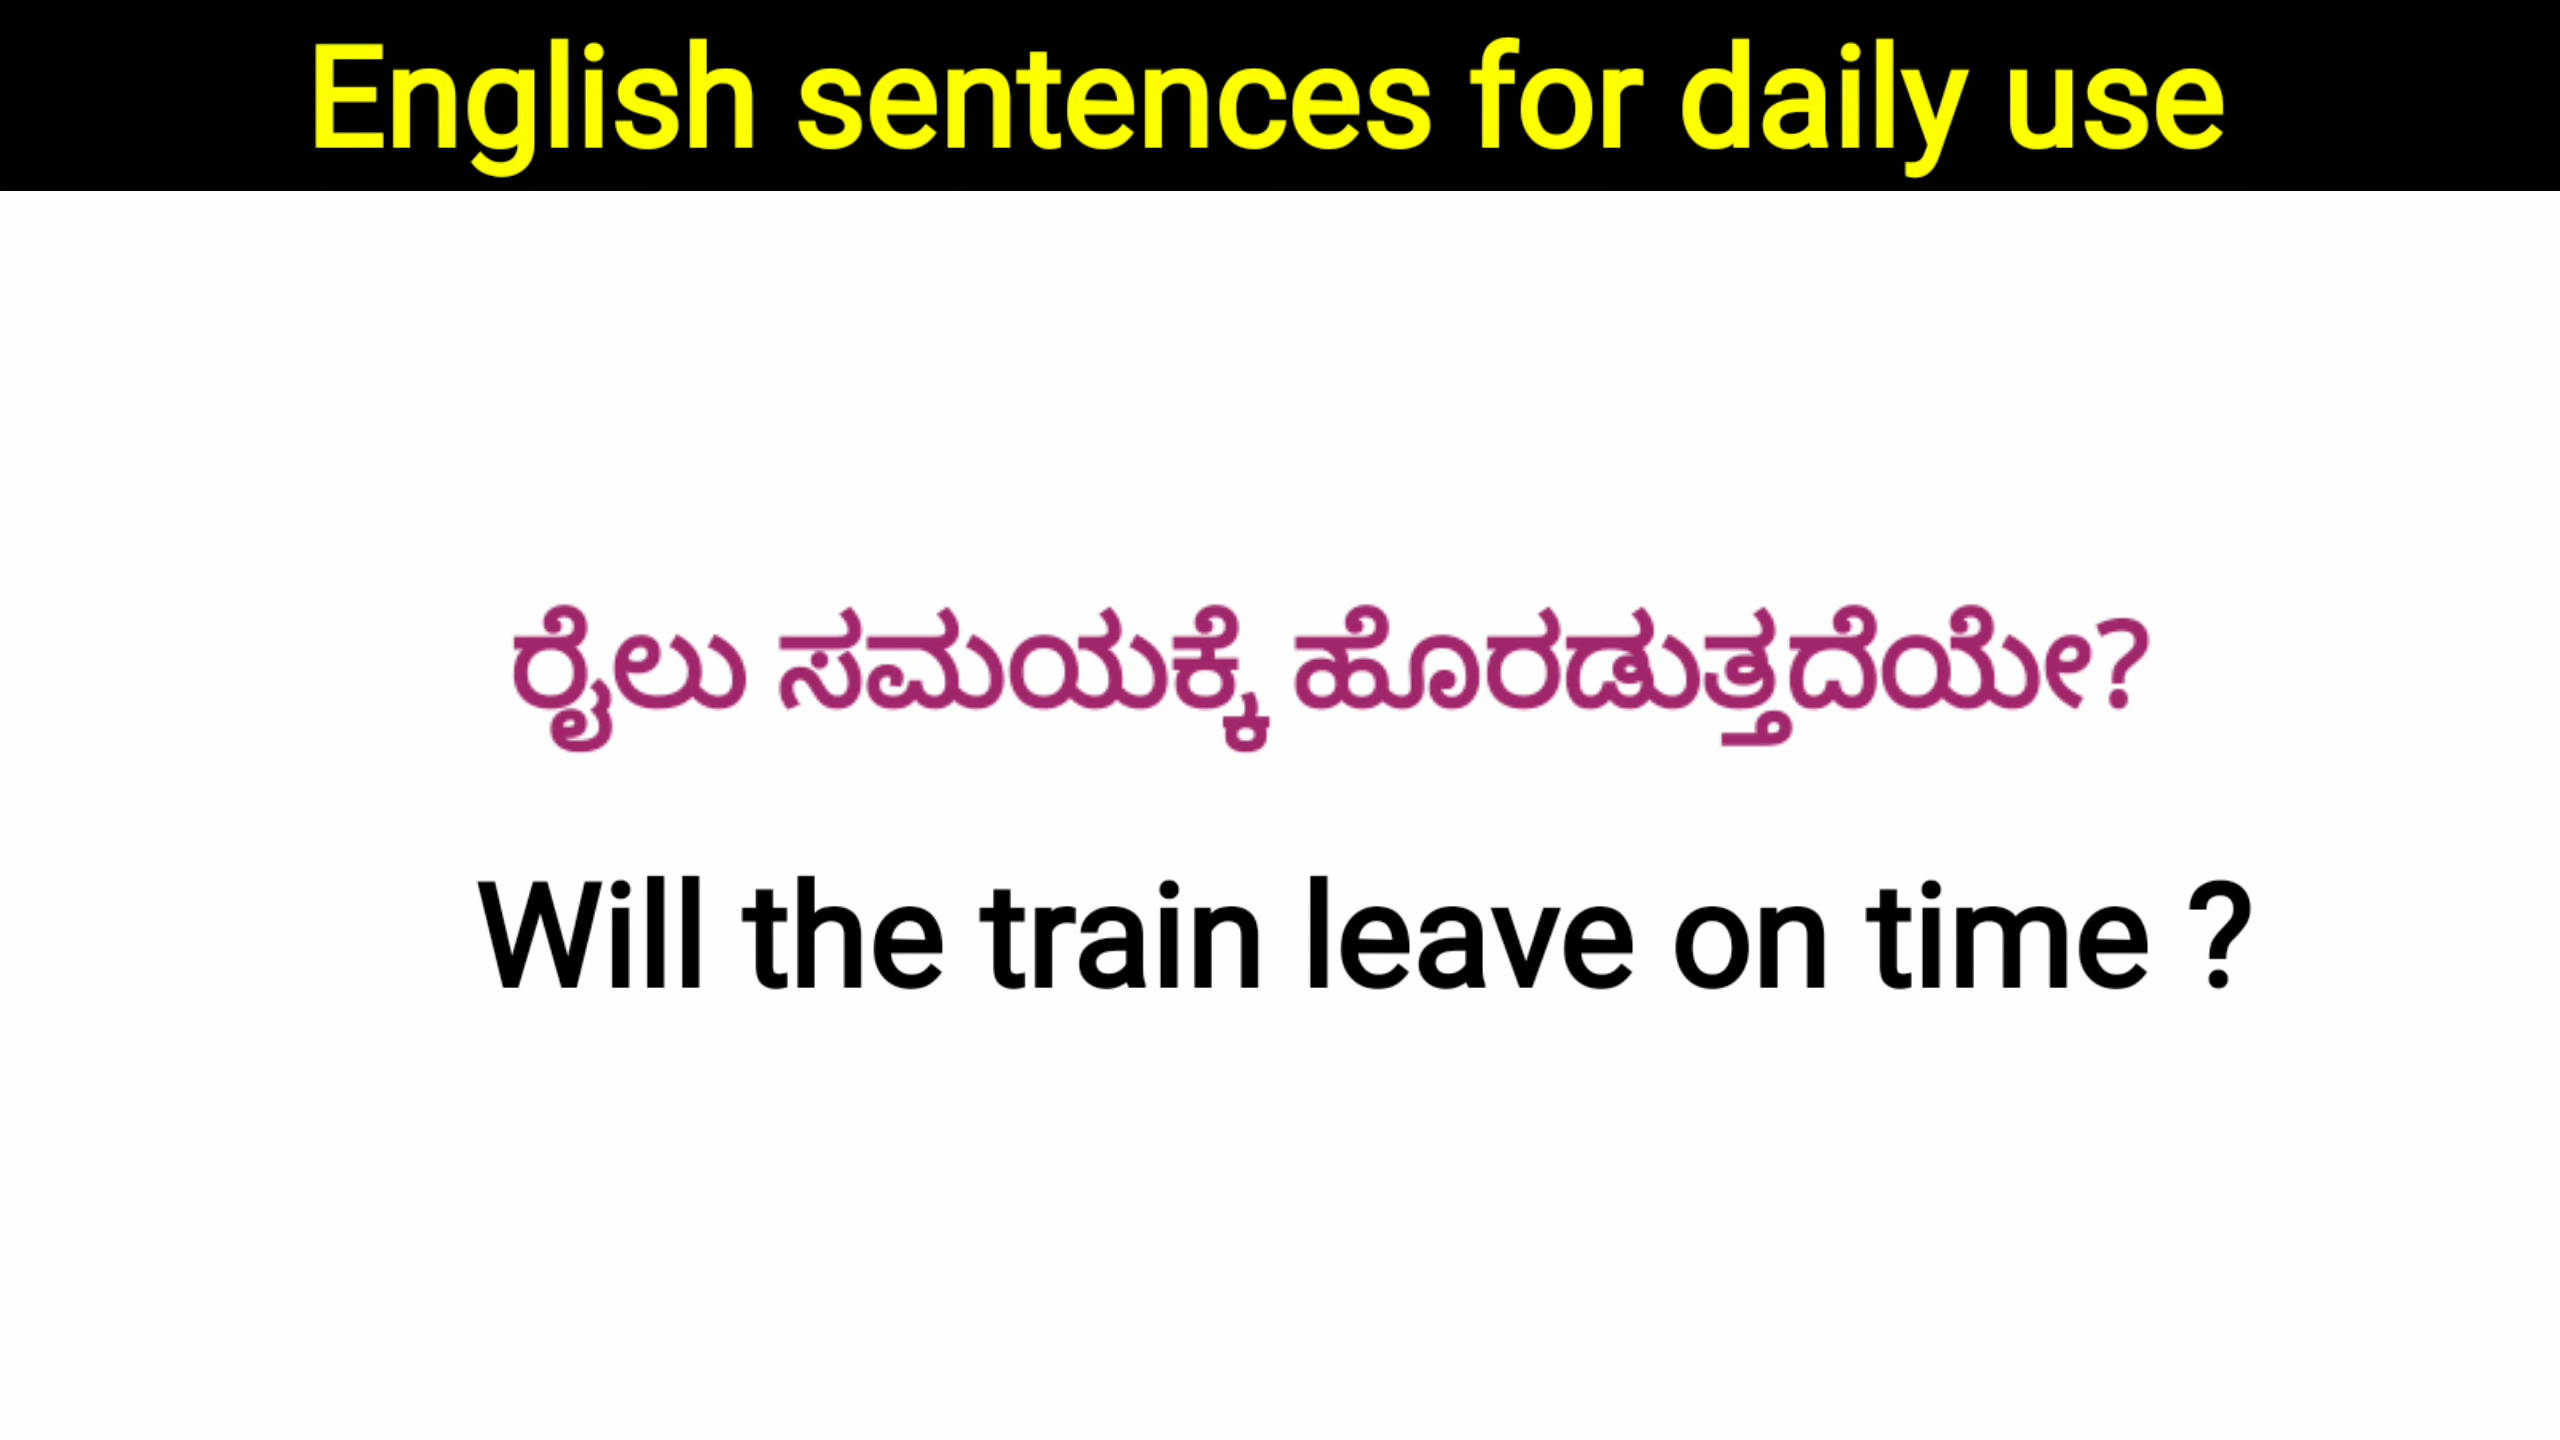 English sentences for daily use
ರೈಲು ಸಮಯಕ್ಕೆ ಹೊರಡುತ್ತದೆಯೇ?
Will the train leave on time ?